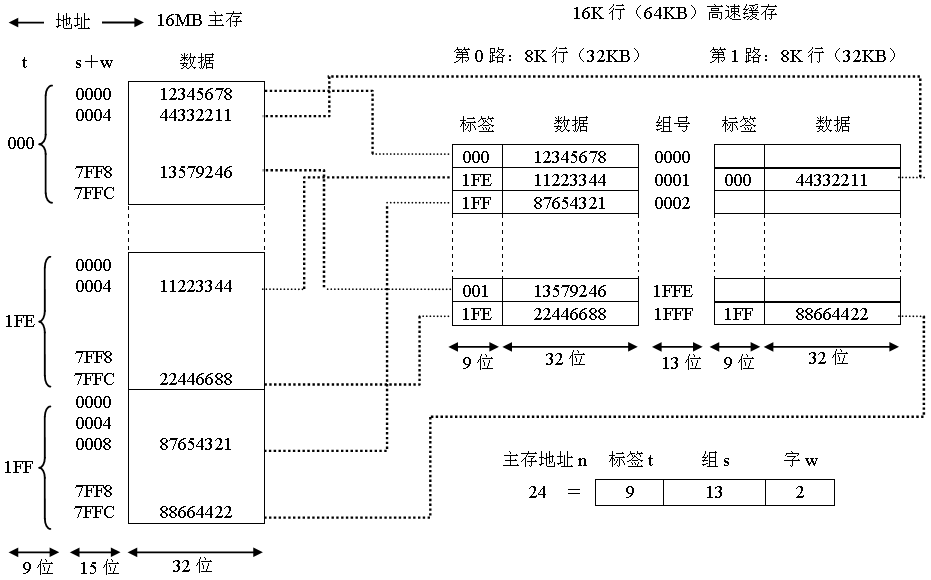 地址 16MB 主存
16K 行（64KB）高速缓存
t s＋w 数据
第 0 路：8K 行（32KB） 第 1 路：8K 行（32KB）
000
0000 12345678
0004 44332211
7FF8 13579246
7FFC
1FE
0000
0004 11223344
7FF8
7FFC 22446688
1FF
0000
0004
0008 87654321
7FF8
7FFC 88664422
9 位 15 位 32 位
标签 数据 组号 标签 数据
000 12345678 0000
1FE 11223344 0001 000 44332211
1FF 87654321 0002
001 13579246 1FFE
1FE 22446688 1FFF 1FF 88664422
9 位 32 位 13 位 9 位 32 位
主存地址 n 标签 t 组 s 字 w
24 ＝ 9 13 2